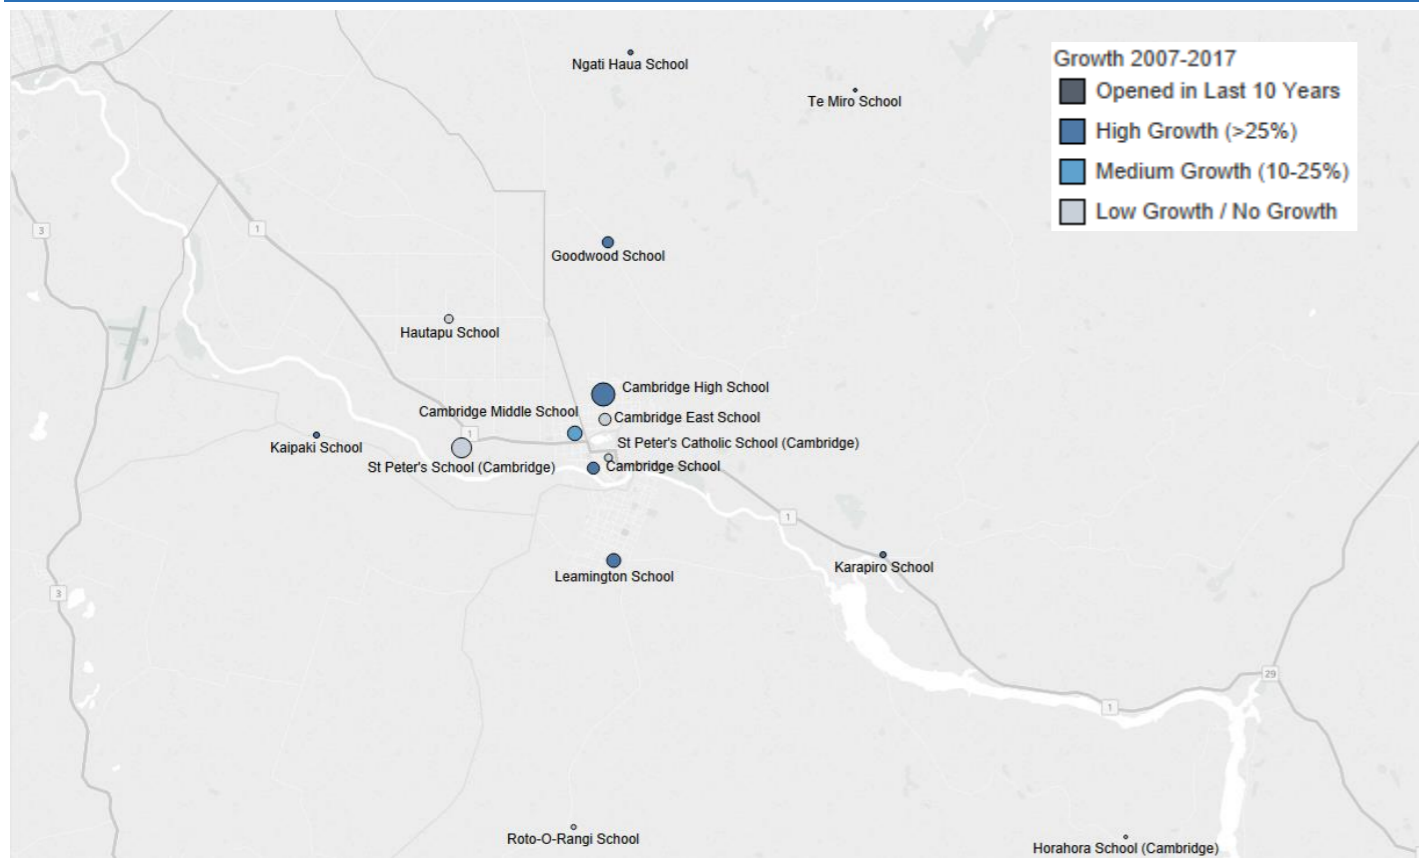 Ngati Haua School
Growth 2007-2017
Opened in Last 10 Years
High Growth (>25%)
Medium Growth (10-25%)
Low Growth / No Growth
Te Miro School
3
1
Goodwood School
Hautapu School
Cambridge High School
Cambridge Middle School
Cambridge East School
1
Kaipaki School
St Peter's Catholic School (Cambridge)
St Peter's School (Cambridge)
Cambridge School
1
Karapiro School
Leamington School
3
29
1
Roto-O-Rangi School
Horahora School (Cambridge)